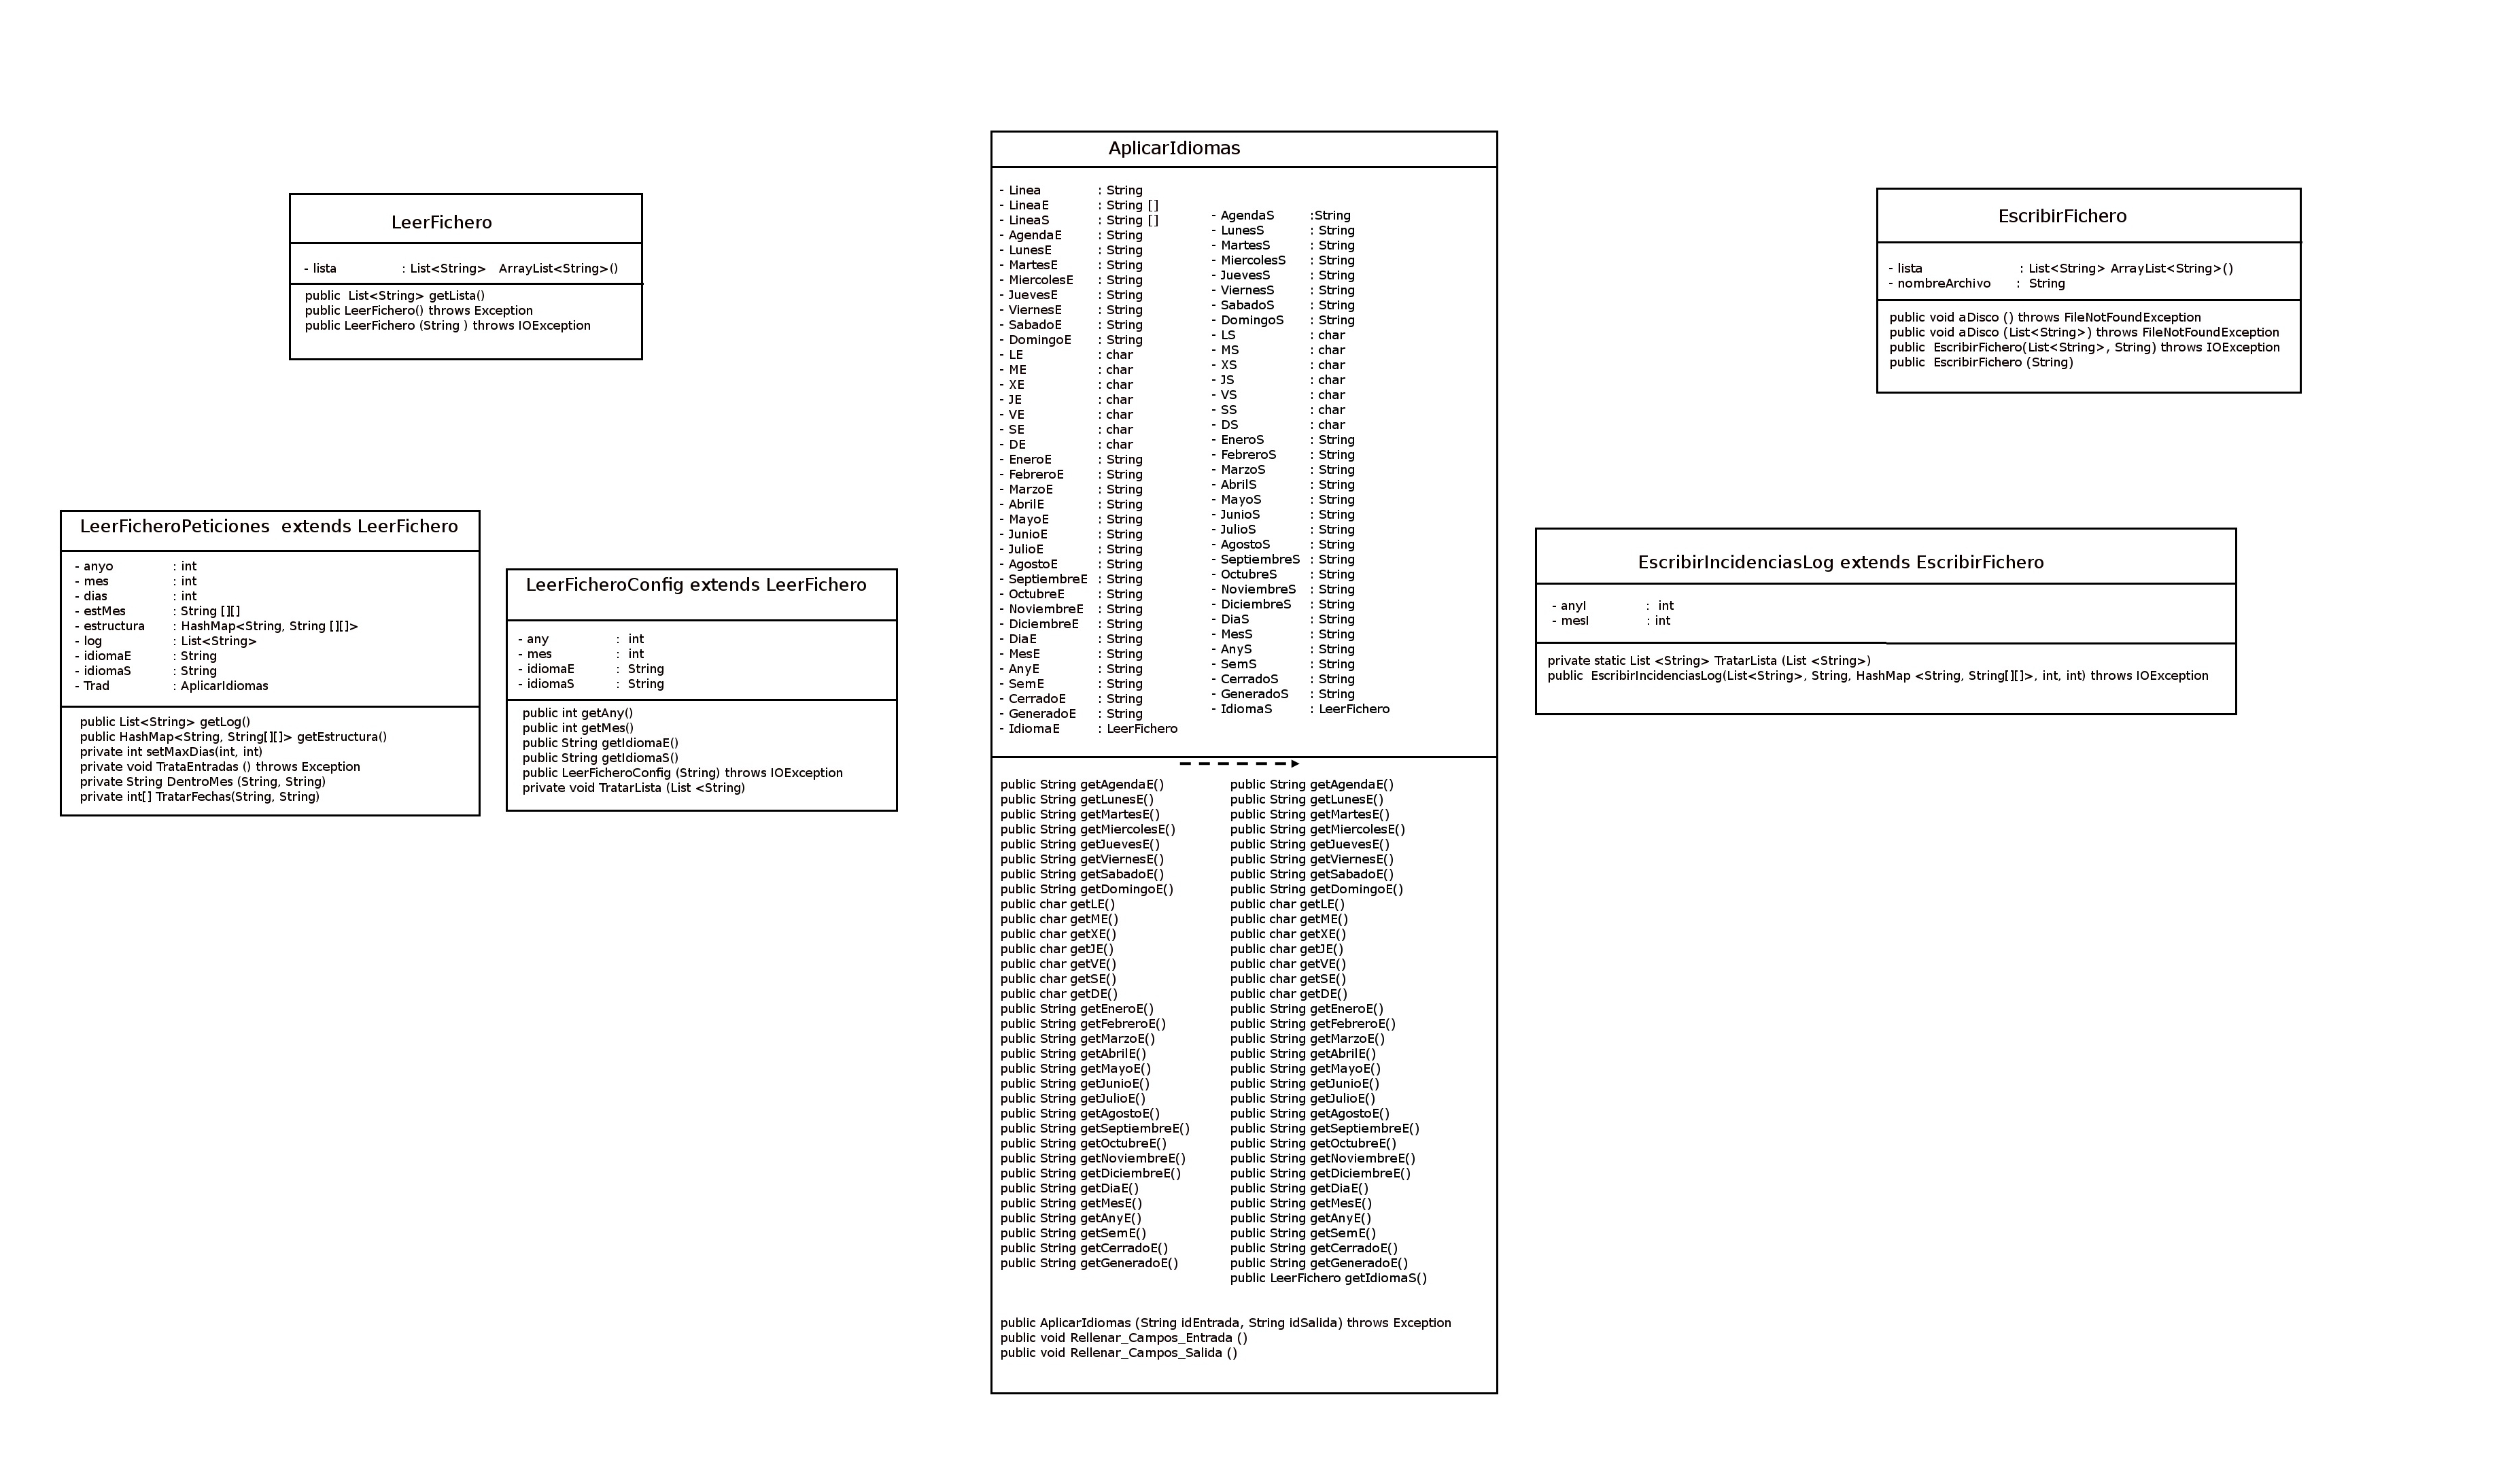 LeerFichero
- lista : List<String> ArrayList<String>()
public List<String> getLista()
public LeerFichero() throws Exception
public LeerFichero (String ) throws IOException
LeerFicheroPeticiones extends LeerFichero
- anyo : int
- mes : int
- dias : int
- estMes : String [][]
- estructura : HashMap<String, String [][]>
- log : List<String>
- idiomaE : String
- idiomaS : String
- Trad : AplicarIdiomas
public List<String> getLog()
public HashMap<String, String[][]> getEstructura()
private int setMaxDias(int, int)
private void TrataEntradas () throws Exception
private String DentroMes (String, String)
private int[] TratarFechas(String, String)
LeerFicheroConfig extends LeerFichero
- any : int
- mes : int
- idiomaE : String
- idiomaS : String
public int getAny()
public int getMes()
public String getIdiomaE()
public String getIdiomaS()
public LeerFicheroConfig (String) throws IOException
private void TratarLista (List <String)
AplicarIdiomas
- Linea : String
- LineaE : String []
- LineaS : String []
- AgendaE : String
- LunesE : String
- MartesE : String
- MiercolesE : String
- JuevesE : String
- ViernesE : String
- SabadoE : String
- DomingoE : String
- LE : char
- ME : char
- XE : char
- JE : char
- VE : char
- SE : char
- DE : char
- EneroE : String
- FebreroE : String
- MarzoE : String
- AbrilE : String
- MayoE : String
- JunioE : String
- JulioE : String
- AgostoE : String
- SeptiembreE : String
- OctubreE : String
- NoviembreE : String
- DiciembreE : String
- DiaE : String
- MesE : String
- AnyE : String
- SemE : String
- CerradoE : String
- GeneradoE : String
- IdiomaE : LeerFichero
- AgendaS :String
- LunesS : String
- MartesS : String
- MiercolesS : String
- JuevesS : String
- ViernesS : String
- SabadoS : String
- DomingoS : String
- LS : char
- MS : char
- XS : char
- JS : char
- VS : char
- SS : char
- DS : char
- EneroS : String
- FebreroS : String
- MarzoS : String
- AbrilS : String
- MayoS : String
- JunioS : String
- JulioS : String
- AgostoS : String
- SeptiembreS : String
- OctubreS : String
- NoviembreS : String
- DiciembreS : String
- DiaS : String
- MesS : String
- AnyS : String
- SemS : String
- CerradoS : String
- GeneradoS : String
- IdiomaS : LeerFichero
public String getAgendaE()
public String getLunesE()
public String getMartesE()
public String getMiercolesE()
public String getJuevesE()
public String getViernesE()
public String getSabadoE()
public String getDomingoE()
public char getLE()
public char getME()
public char getXE()
public char getJE()
public char getVE()
public char getSE()
public char getDE()
public String getEneroE()
public String getFebreroE()
public String getMarzoE()
public String getAbrilE()
public String getMayoE()
public String getJunioE()
public String getJulioE()
public String getAgostoE()
public String getSeptiembreE()
public String getOctubreE()
public String getNoviembreE()
public String getDiciembreE()
public String getDiaE()
public String getMesE()
public String getAnyE()
public String getSemE()
public String getCerradoE()
public String getGeneradoE()
public String getAgendaE()
public String getLunesE()
public String getMartesE()
public String getMiercolesE()
public String getJuevesE()
public String getViernesE()
public String getSabadoE()
public String getDomingoE()
public char getLE()
public char getME()
public char getXE()
public char getJE()
public char getVE()
public char getSE()
public char getDE()
public String getEneroE()
public String getFebreroE()
public String getMarzoE()
public String getAbrilE()
public String getMayoE()
public String getJunioE()
public String getJulioE()
public String getAgostoE()
public String getSeptiembreE()
public String getOctubreE()
public String getNoviembreE()
public String getDiciembreE()
public String getDiaE()
public String getMesE()
public String getAnyE()
public String getSemE()
public String getCerradoE()
public String getGeneradoE()
public LeerFichero getIdiomaS()
public AplicarIdiomas (String idEntrada, String idSalida) throws Exception
public void Rellenar_Campos_Entrada ()
public void Rellenar_Campos_Salida ()
EscribirFichero
- lista : List<String> ArrayList<String>()
- nombreArchivo : String
public void aDisco () throws FileNotFoundException
public void aDisco (List<String>) throws FileNotFoundException
public EscribirFichero(List<String>, String) throws IOException
public EscribirFichero (String)
EscribirIncidenciasLog extends EscribirFichero
- anyI : int
- mesI : int
private static List <String> TratarLista (List <String>)
public EscribirIncidenciasLog(List<String>, String, HashMap <String, String[][]>, int, int) throws IOException